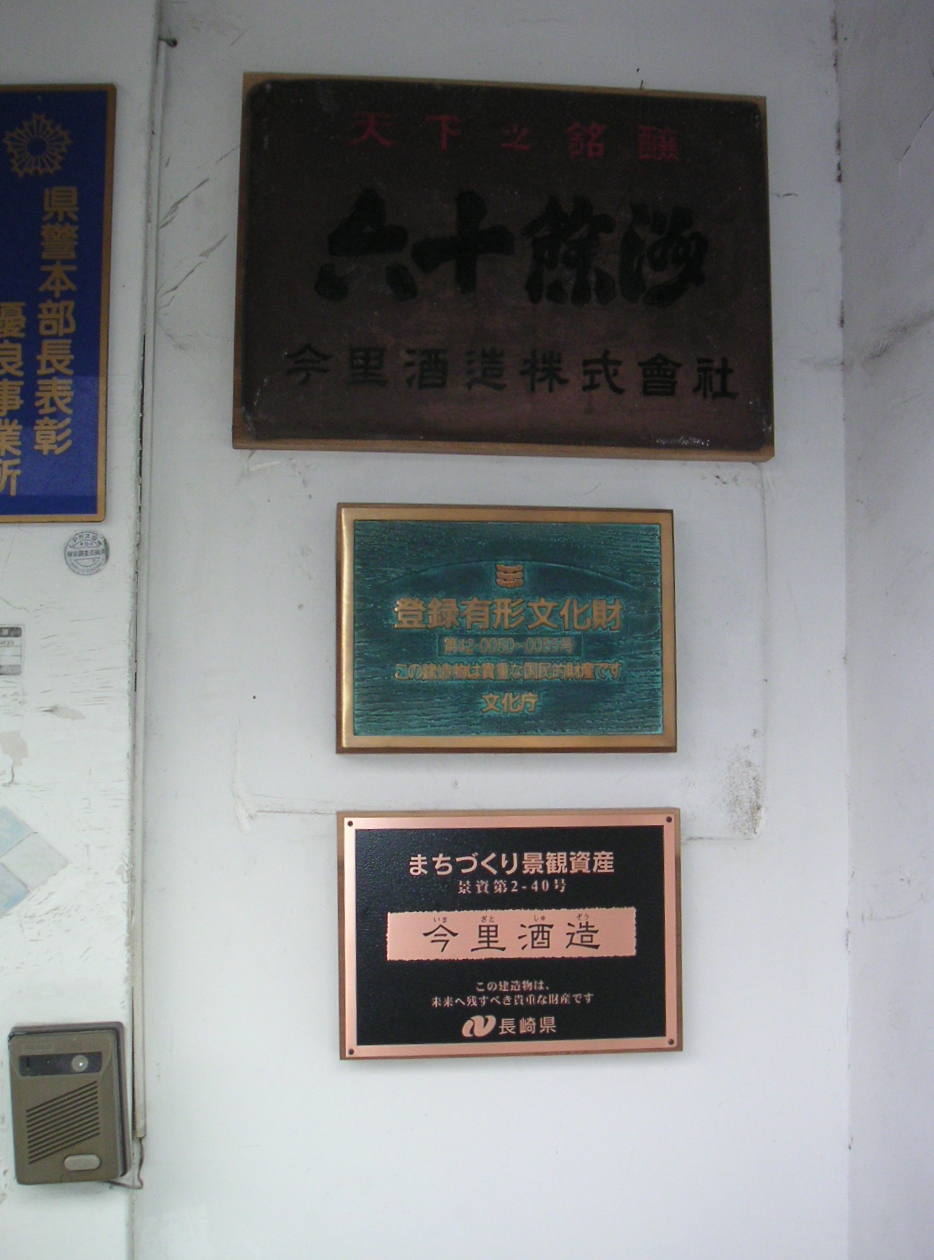 県警本部長表彰
優良事業所
天下之銘醸
六十餘洲
今里酒造株式會社
登録有形文化財
この建造物は貴重な国民的財産です
文化庁
まちづくり景観資産
景資第2-40号
いま ざと しゅ ぞう
今里酒造
この建造物は、
未来へ残すべき貴重な財産です
長崎県